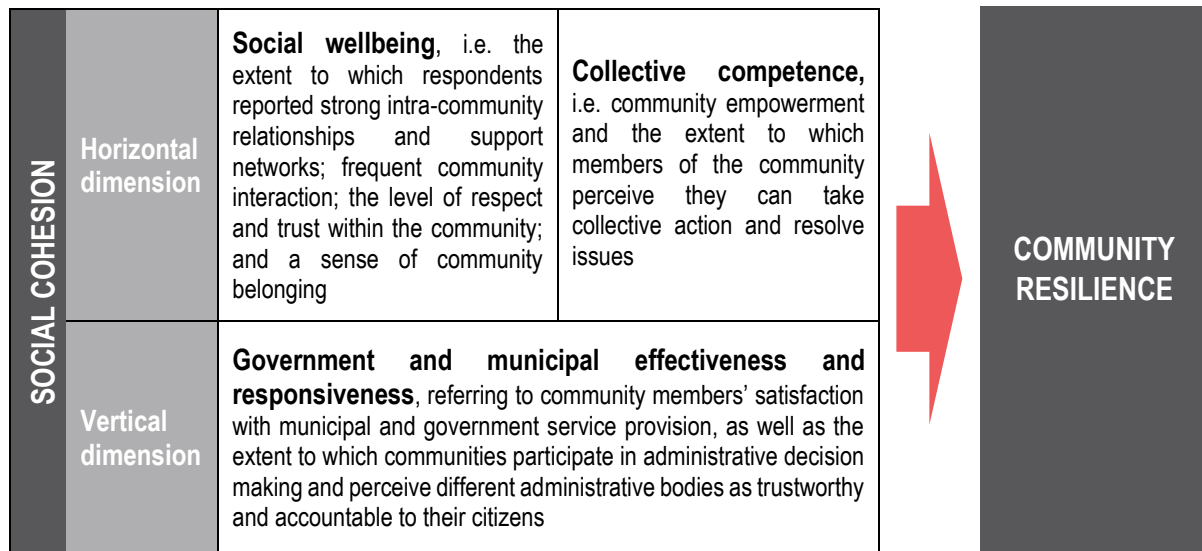 SOCIAL COHESION
Horizontal
dimension
Social wellbeing, i.e. the
extent to which respondents
reported strong intra-community
relationships and support
networks; frequent community
interaction; the level of respect
and trust within the community;
and a sense of community
belonging
Collective competence,
i.e. community empowerment
and the extent to which
members of the community
perceive they can take
collective action and resolve
issues
Vertical
dimension
Government and municipal effectiveness and
responsiveness, referring to community members’ satisfaction
with municipal and government service provision, as well as the
extent to which communities participate in administrative decision
making and perceive different administrative bodies as trustworthy
and accountable to their citizens
COMMUNITY
RESILIENCE